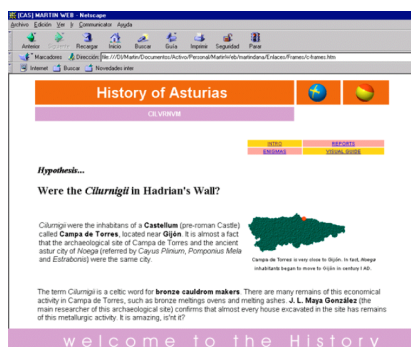 [CAS] MARTIN WEB - Netscape
Archivo Edición Ver Ir Communicator Ayuda
Anterior Siguiente Recargar Inicio Buscar Guía Imprimir Seguridad Parar
Marcadores Dirección: file:///D|/Martin/Documentos/Activo/Personal/MartinWeb/martindana/Enlaces/Frames/c-frames.htm
Internet Buscar Novedades inter.
History of Asturias
CILVRNVM
INTRO REPORTS
ENIGMAS VISUAL GUIDE
Hypothesis...
Were the Cilurnigii in Hadrian's Wall?
Cilurnigii were the inhabitans of a Castellum (pre-roman Castle)
called Campa de Torres, located near Gijón. It is almost a fact
that the archaeological site of Campa de Torres and the ancient
astur city of Noega (referred by Cayus Plinium, Pomponius Mela
and Estrabonis) were the same city.
Campa de Torres is very close to Gijón. In fact, Noega
inhabitants began to move to Gijón in century I AD.
The term Cilurnigii is a celtic word for bronze cauldrom makers. There are many remains of this economical
activity in Campa de Torres, such as bronze meltings ovens and melting ashes. J. L. Maya González (the
main researcher of this archaeological site) confirms that almost every house excavated in the site has remains
of this metallurgic activity. It is amazing, isn't it?
welcome to the History